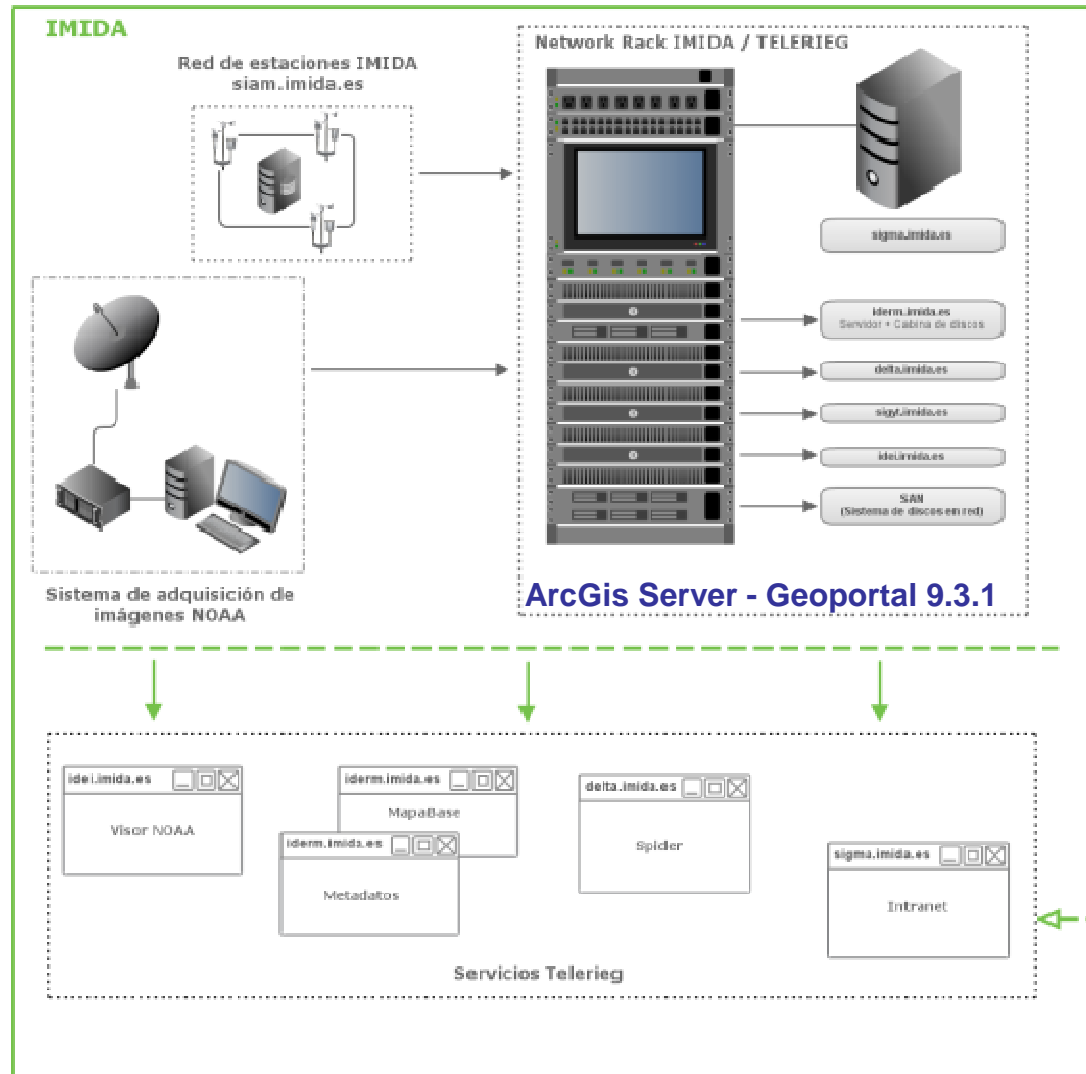 IMIDA
Red de estaciones IMIDA
siam.imida.es
Network Rack IMIDA / TELERIEG
sigma.imida.es
iderm.imida.es
Servidor + Cabina de discos
delta.imida.es
sigyt.imida.es
idei.imida.es
SiAN
(Sistema de discos em red)
Sistema de adquisición de
imágenes NOAA
ArcGis Server - Geoportal 9.3.1
idei.imida.es
Visor NOAA
iderm.imida.es
MapaBase
iderm.imida.es
Metadatos
delta.imida.es
Spidler
sigma.imida.es
Intranet
Servicios Telerieg